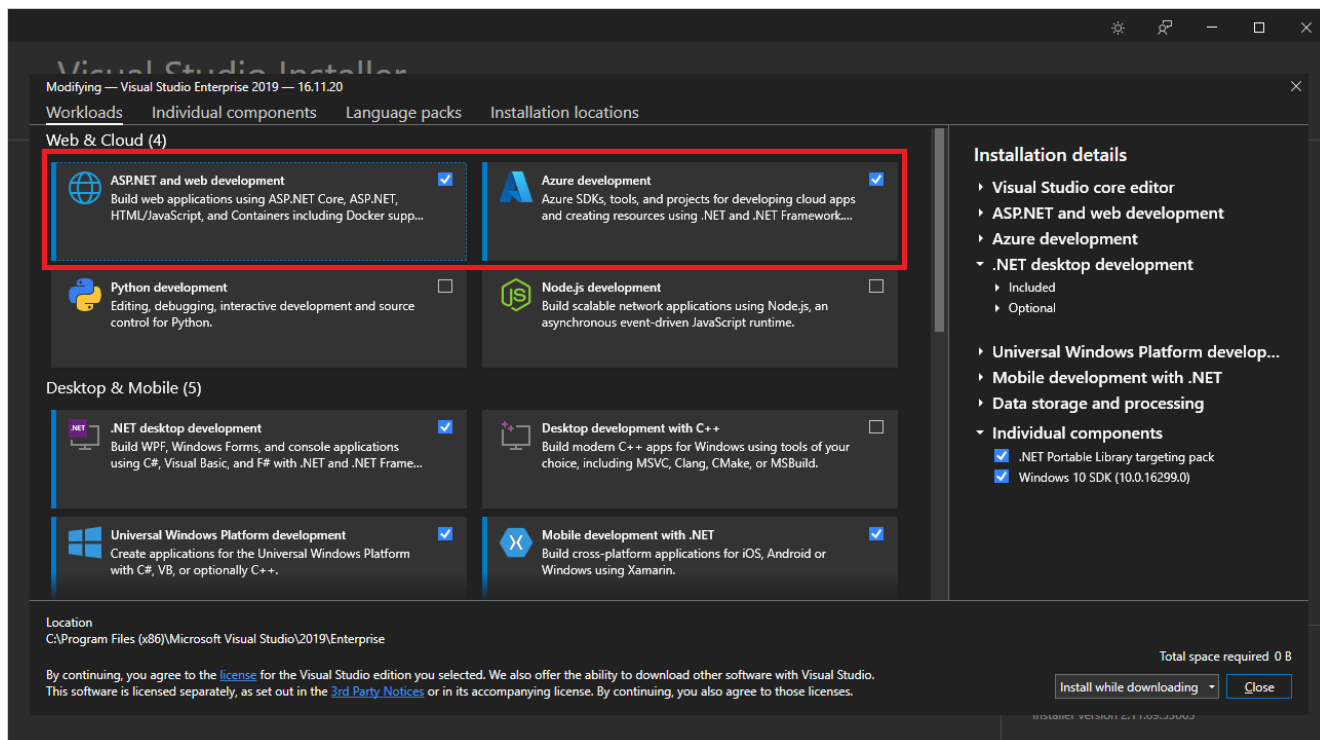 Visual Studio Installer
Modifying — Visual Studio Enterprise 2019 — 16.11.20
Workloads Individual components Language packs Installation locations
Web & Cloud (4)
ASP.NET and web development
Build web applications using ASP.NET Core, ASP.NET,
HTML/JavaScript, and Containers including Docker supp...
Azure development
Azure SDKs, tools, and projects for developing cloud apps
and creating resources using .NET and .NET Framework....
Python development
Editing, debugging, interactive development and source
control for Python.
JS
Node.js development
Build scalable network applications using Node.js, an
asynchronous event-driven JavaScript runtime.
Desktop & Mobile (5)
.NET
.NET desktop development
Build WPF, Windows Forms, and console applications
using C#, Visual Basic, and F# with .NET and .NET Frame...
Desktop development with C++
Build modern C++ apps for Windows using tools of your
choice, including MSVC, Clang, CMake, or MSBuild.
Universal Windows Platform development
Create applications for the Universal Windows Platform
with C#, VB, or optionally C++.
Mobile development with .NET
Build cross-platform applications for iOS, Android or
Windows using Xamarin.
Installation details
Visual Studio core editor
ASP.NET and web development
Azure development
.NET desktop development
Included
Optional
Universal Windows Platform develop...
Mobile development with .NET
Data storage and processing
Individual components
.NET Portable Library targeting pack
Windows 10 SDK (10.0.16299.0)
Location
C:\Program Files (x86)\Microsoft Visual Studio\2019\Enterprise
By continuing, you agree to the license for the Visual Studio edition you selected. We also offer the ability to download other software with Visual Studio.
This software is licensed separately, as set out in the 3rd Party Notices or in its accompanying license. By continuing, you also agree to those licenses.
Total space required 0 B
Install while downloading Close
Installer version